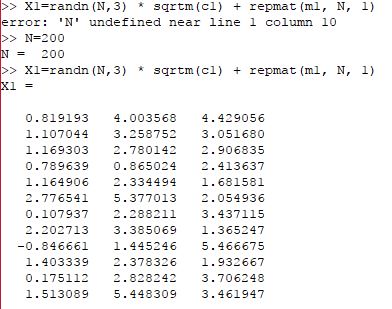 >> X1=randn(N,3) * sqrtm(c1) + repmat(m1, N, 1)
error: 'N' undefined near line 1 column 10
>> N=200
N =  200
>> X1=randn(N,3) * sqrtm(c1) + repmat(m1, N, 1)
X1 =
0.819193   4.003568   4.429056
1.107044   3.258752   3.051680
1.169303   2.780142   2.906835
0.789639   0.865024   2.413637
1.164906   2.334494   1.681581
2.776541   5.377013   2.054936
0.107937   2.288211   3.437115
2.202713   3.385069   1.365247
-0.846661   1.445246   5.466675
1.403339   2.378326   1.932667
0.175112   2.828242   3.706248
1.513089   5.448309   3.461947